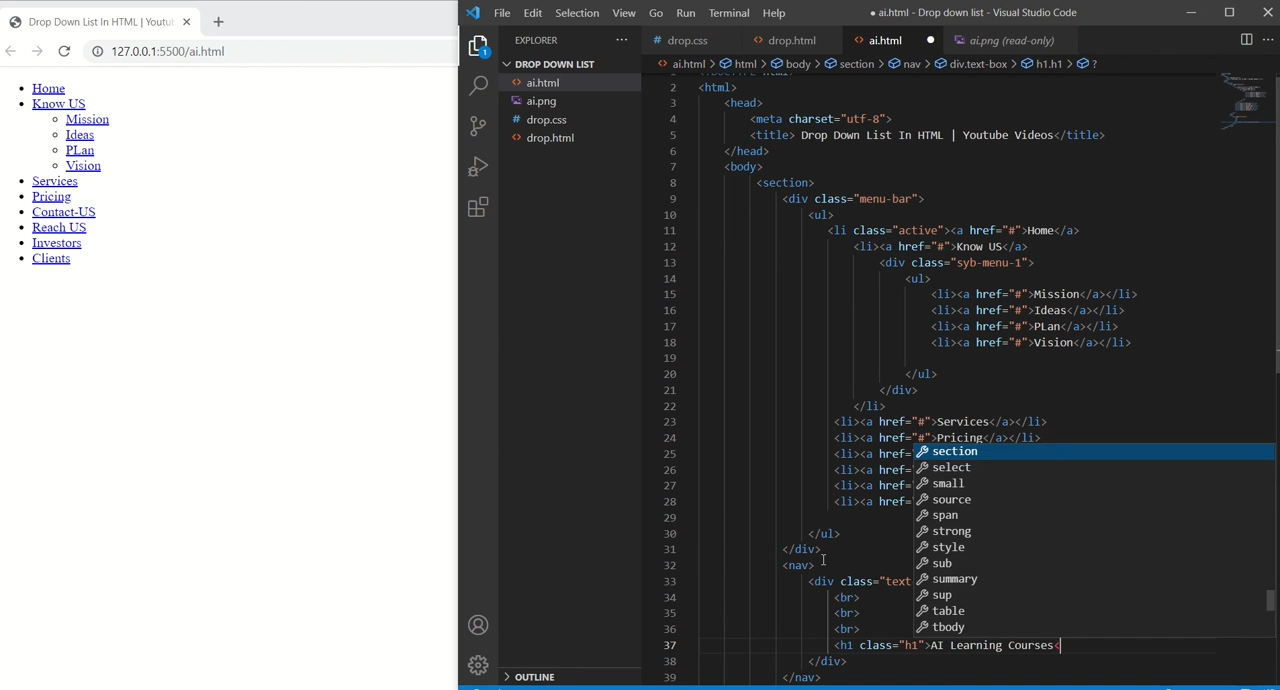 Drop Down List In HTML | Youtub
127.0.0.1:5500/ai.html
Home
Know US
Mission
Ideas
PLan
Vision
Services
Pricing
Contact-US
Reach US
Investors
Clients
File Edit Selection View Go Run Terminal Help
● ai.html - Drop down list - Visual Studio Code
EXPLORER
DROP DOWN LIST
ai.html
ai.png
drop.css
drop.html
OUTLINE
1
drop.css drop.html ai.html ai.png (read-only)
ai.html > html > body > section > nav > div.text-box > h1.h1 > ?
2 <html>
3 <head>
4 <meta charset="utf-8">
5 <title> Drop Down List In HTML | Youtube Videos</title>
6 </head>
7 <body>
8 <section>
9 <div class="menu-bar">
10 <ul>
11 <li class="active"><a href="#">Home</a>
12 <li><a href="#">Know US</a>
13 <div class="syb-menu-1">
14 <ul>
15 <li><a href="#">Mission</a></li>
16 <li><a href="#">Ideas</a></li>
17 <li><a href="#">PLan</a></li>
18 <li><a href="#">Vision</a></li>
19
20 </ul>
21 </div>
22 </li>
23 <li><a href="#">Services</a></li>
24 <li><a href="#">Pricing</a></li>
25 <li><a href=
26 <li><a href=
27 <li><a href=
28 <li><a href=
29
30 </ul>
31 </div>
32 <nav>
33 <div class="text
34 <br>
35 <br>
36 <br>
37 <h1 class="h1">AI Learning Courses<
38 </div>
39 </nav>
section
select
small
source
span
strong
style
sub
summary
sup
table
tbody